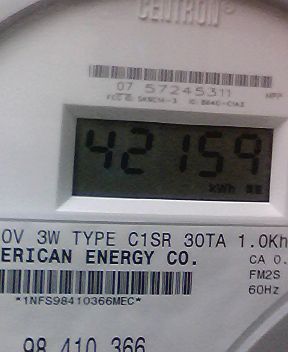 CENTRON®
07 57245311
42159
kWh
0V 3W TYPE C1SR 30TA 1.0Kh
ERICAN ENERGY CO.
CA 0.
FM2S
60Hz
*1NFS98410366MEC*
98 410 366